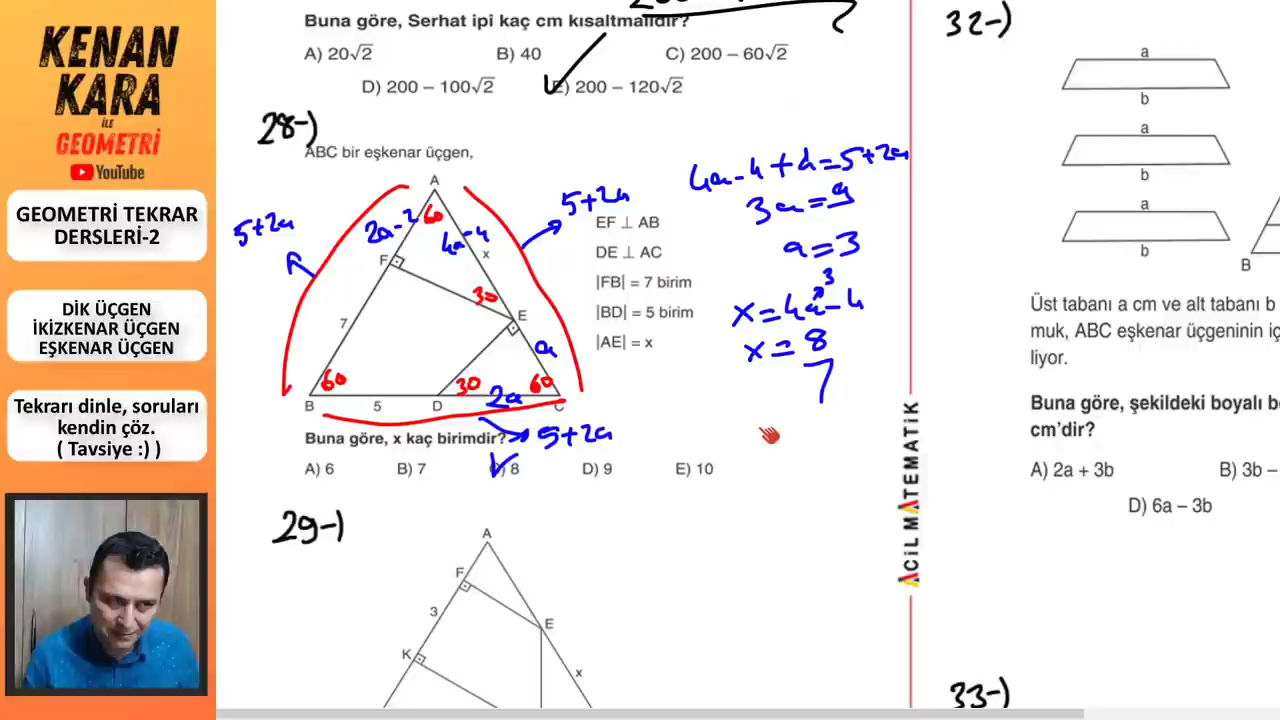 KENAN
KARA
İLE
GEOMETRİ
YouTube
GEOMETRİ TEKRAR
DERSLERİ-2
DİK ÜÇGEN
İKİZKENAR ÜÇGEN
EŞKENAR ÜÇGEN
Tekrarı dinle, soruları
kendin çöz.
( Tavsiye :) )
Buna göre, Serhat ipi kaç cm kısaltmalıdır?
A) 20√2 B) 40 C) 200 – 60√2
D) 200 – 100√2 E) 200 – 120√2
28-)
ABC bir eşkenar üçgen,
A
60
2a-2
4a-4
x
F
5+2a
5+2a
7
30
E
a
60
30
60
B
5
D
2a
C
5+2a
EF ⊥ AB
DE ⊥ AC
|FB| = 7 birim
|BD| = 5 birim
|AE| = x
4a-4+a=5+2a
3a=9
a=3
3
x=4a-4
x=8
Buna göre, x kaç birimdir?
A) 6 B) 7 C) 8 D) 9 E) 10
29-)
A
F
3
E
K
x
ACİL MATEMATİK
32-)
a
b
a
b
a
b
B
Üst tabanı a cm ve alt tabanı b
muk, ABC eşkenar üçgeninin iç
liyor.
Buna göre, şekildeki boyalı b
cm'dir?
A) 2a + 3b B) 3b –
D) 6a – 3b
33-)